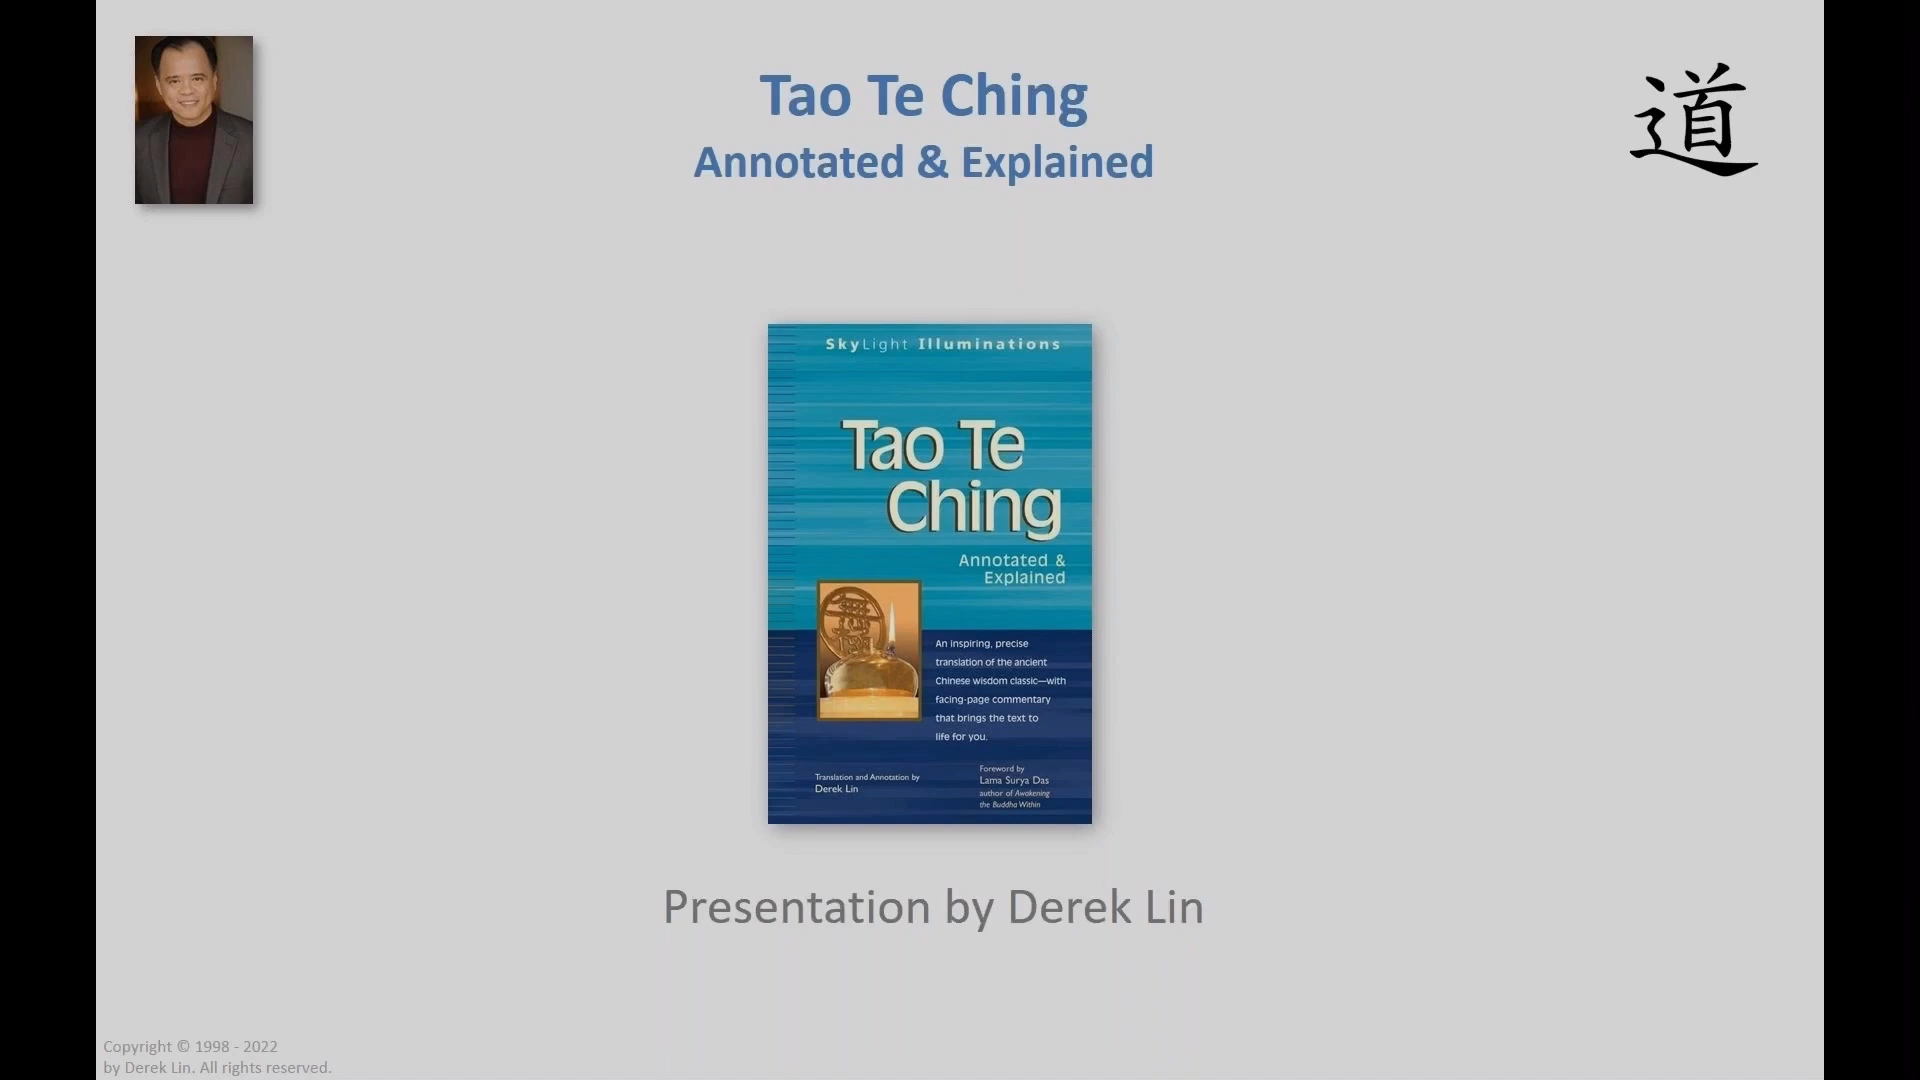 Tao Te Ching
Annotated & Explained
道
SkyLight Illuminations
Tao Te
Ching
Annotated &
Explained
An inspiring, precise
translation of the ancient
Chinese wisdom classic—with
facing-page commentary
that brings the text to
life for you.
Translation and Annotation by
Derek Lin
Foreword by
Lama Surya Das
author of Awakening
the Buddha Within
Presentation by Derek Lin
Copyright © 1998 - 2022
by Derek Lin. All rights reserved.